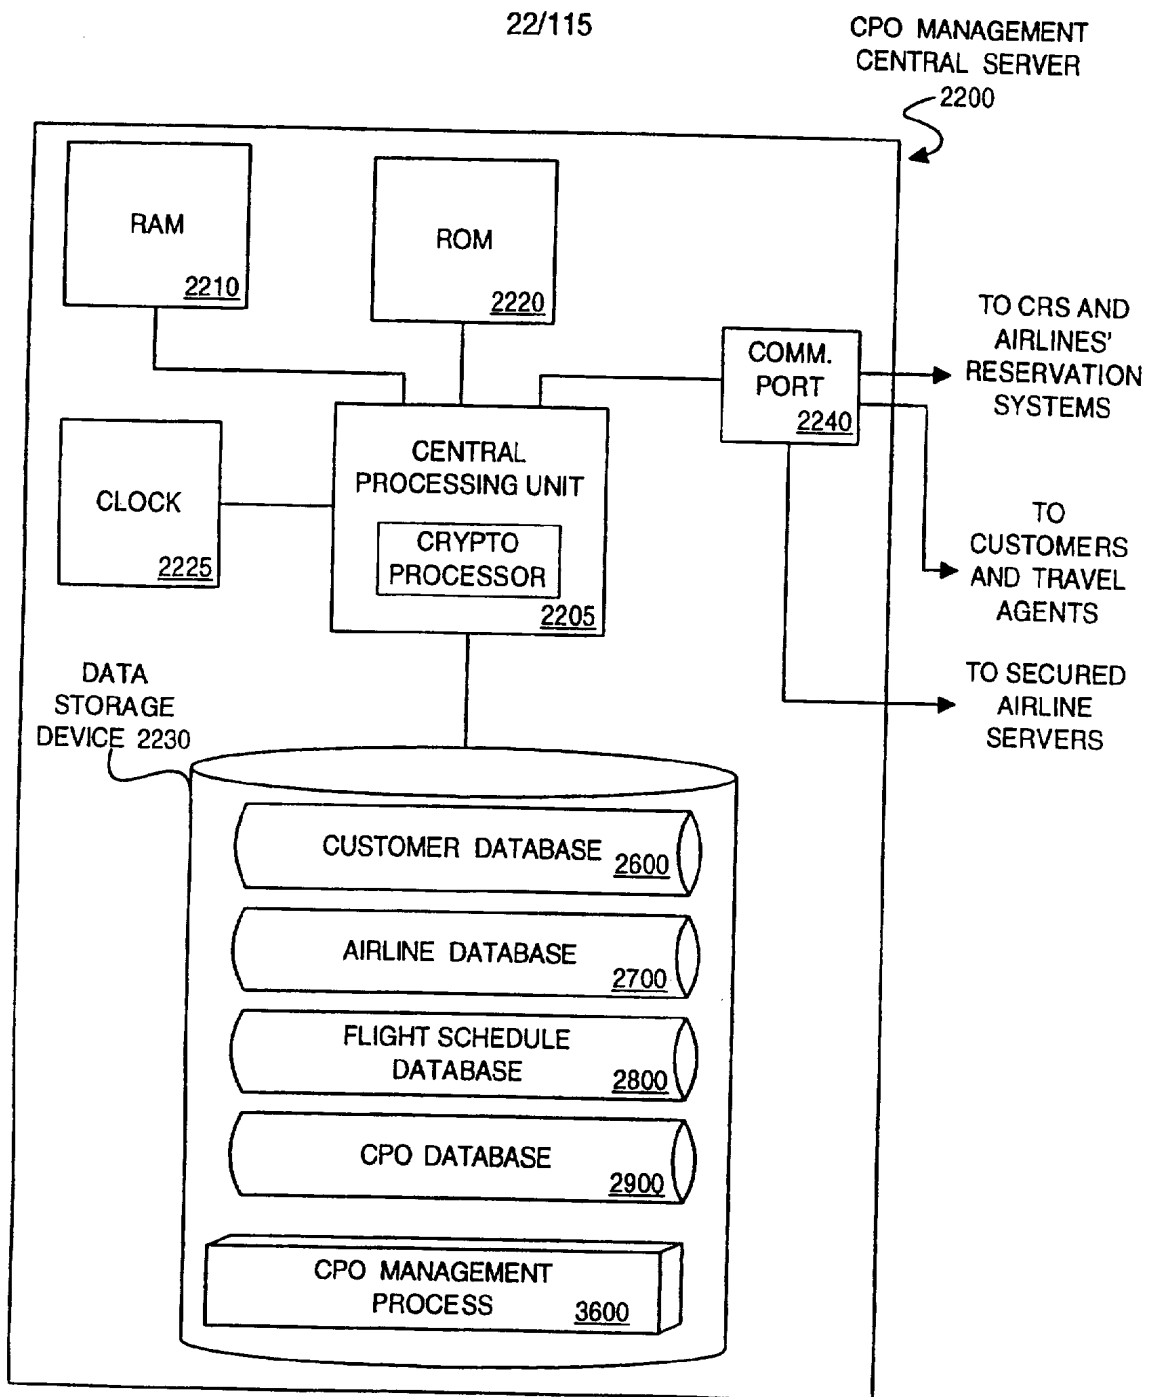 22/115
CPO MANAGEMENT
CENTRAL SERVER
2200
RAM
2210
ROM
2220
COMM.
PORT
2240
TO CRS AND
AIRLINES'
RESERVATION
SYSTEMS
CLOCK
2225
CENTRAL
PROCESSING UNIT
CRYPTO
PROCESSOR
2205
TO
CUSTOMERS
AND TRAVEL
AGENTS
TO SECURED
AIRLINE
SERVERS
DATA
STORAGE
DEVICE 2230
CUSTOMER DATABASE 2600
AIRLINE DATABASE 2700
FLIGHT SCHEDULE
DATABASE 2800
CPO DATABASE 2900
CPO MANAGEMENT
PROCESS 3600